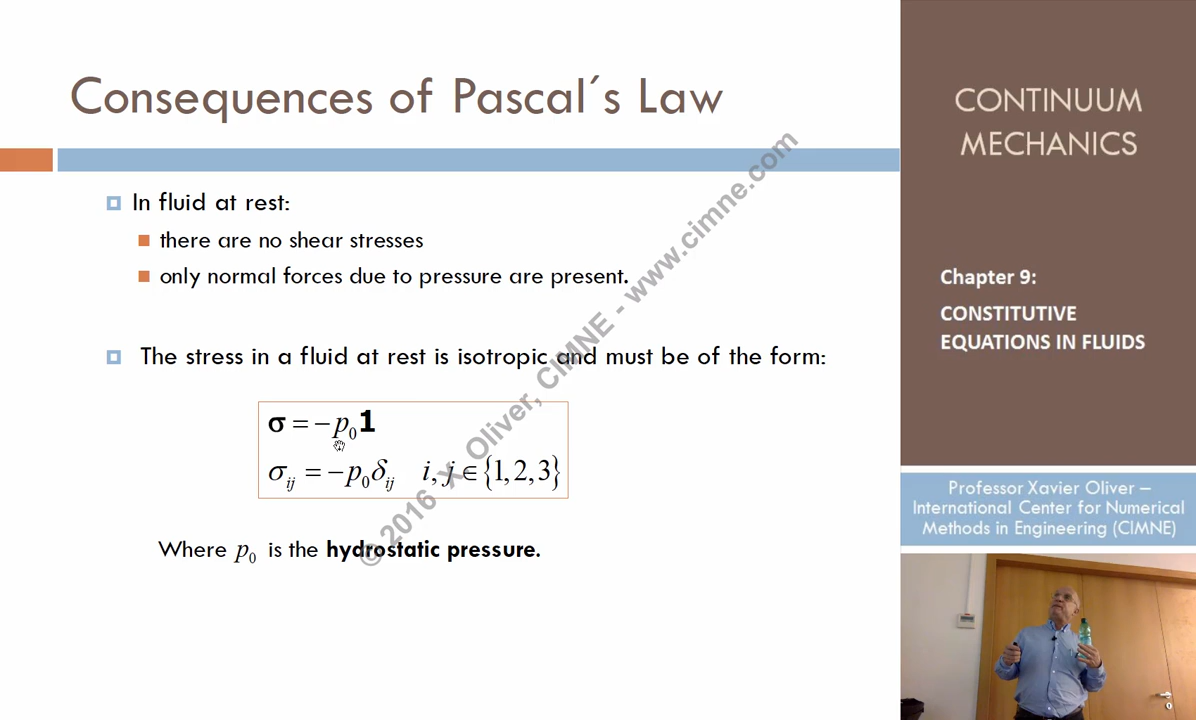 Consequences of Pascal´s Law
In fluid at rest:
there are no shear stresses
only normal forces due to pressure are present.
The stress in a fluid at rest is isotropic and must be of the form:
σ = −p₀1
σᵢⱼ = −p₀δᵢⱼ i, j ∈ {1, 2, 3}
Where p₀ is the hydrostatic pressure.
© 2016 X. Oliver, CIMNE - www.cimne.com
CONTINUUM
MECHANICS
Chapter 9:
CONSTITUTIVE
EQUATIONS IN FLUIDS
Professor Xavier Oliver –
International Center for Numerical
Methods in Engineering (CIMNE)